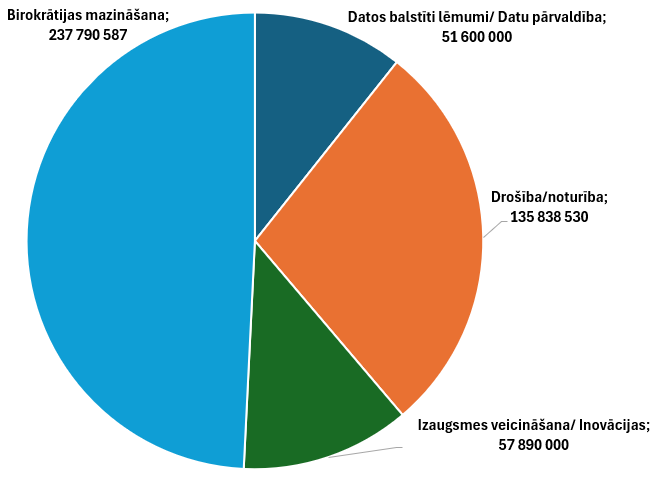 Birokrātijas mazināšana;
237 790 587
Datos balstīti lēmumi/ Datu pārvaldība;
51 600 000
Drošība/noturība;
135 838 530
Izaugsmes veicināšana/ Inovācijas;
57 890 000